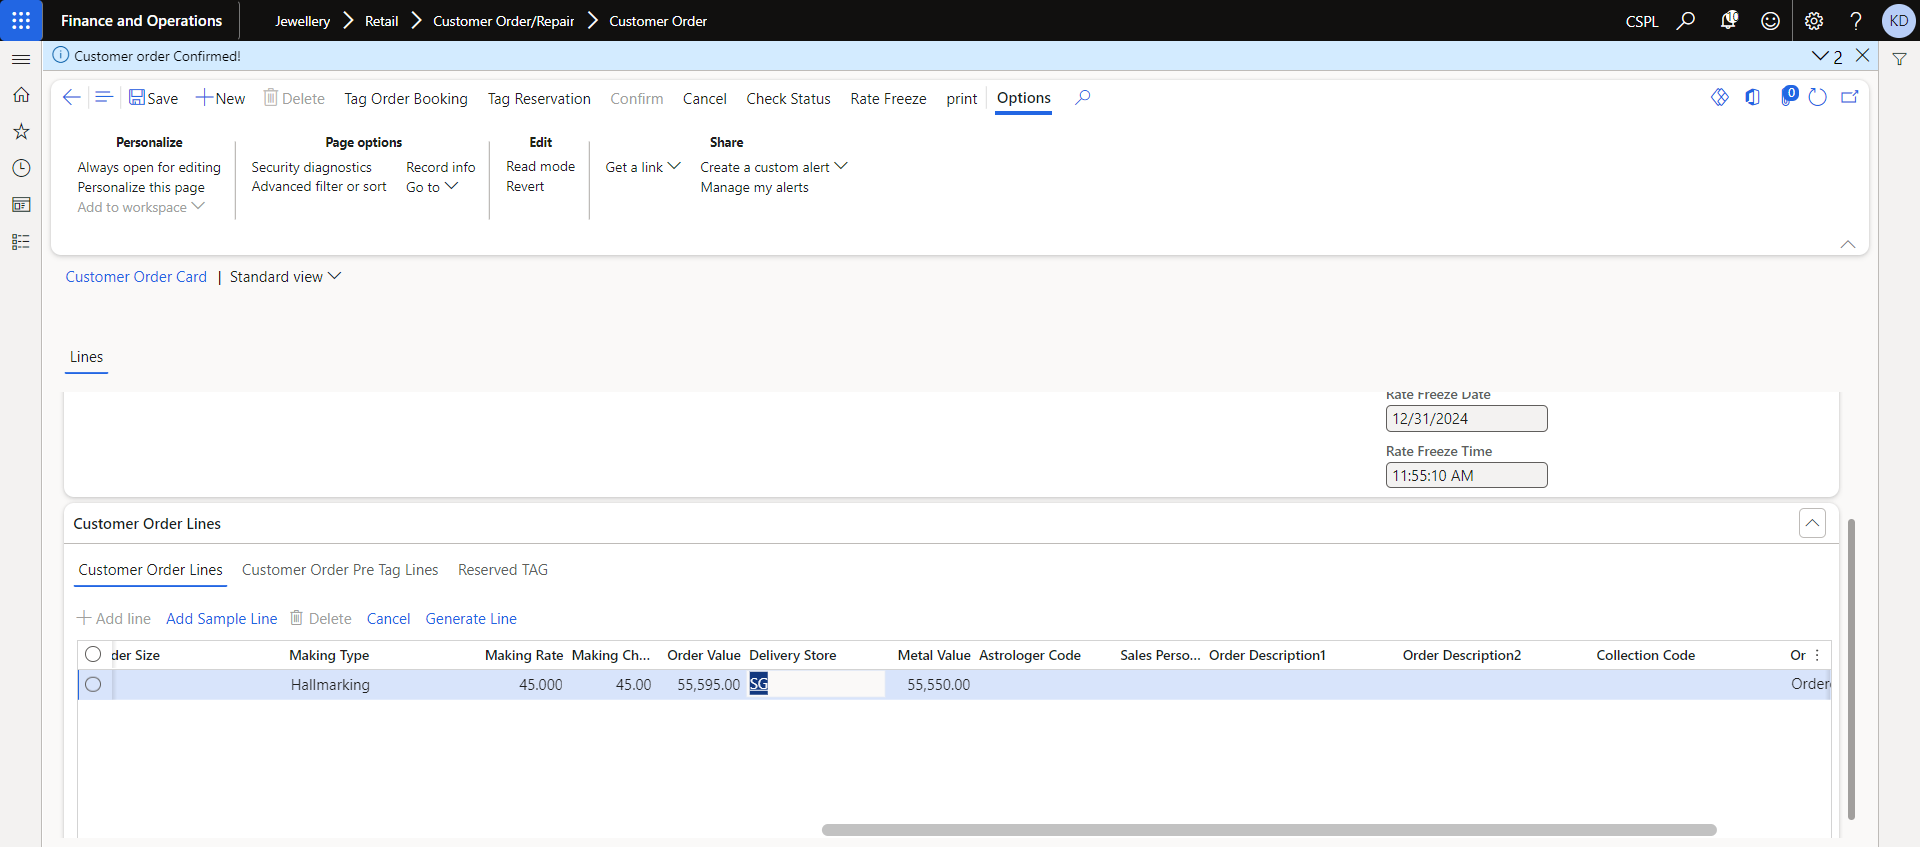 Finance and Operations
Jewellery > Retail > Customer Order/Repair > Customer Order
CSPL
10
KD
Customer order Confirmed!
2
Save
New
Delete
Tag Order Booking
Tag Reservation
Confirm
Cancel
Check Status
Rate Freeze
print
Options
0
Personalize
Always open for editing
Personalize this page
Add to workspace
Page options
Security diagnostics
Advanced filter or sort
Record info
Go to
Edit
Read mode
Revert
Share
Get a link
Create a custom alert
Manage my alerts
Customer Order Card | Standard view
Lines
Rate Freeze Date
12/31/2024
Rate Freeze Time
11:55:10 AM
Customer Order Lines
Customer Order Lines Customer Order Pre Tag Lines Reserved TAG
Add line Add Sample Line Delete Cancel Generate Line
der Size Making Type Making Rate Making Ch... Order Value Delivery Store Metal Value Astrologer Code Sales Perso... Order Description1 Order Description2 Collection Code Or
Hallmarking 45.000 45.00 55,595.00 SG 55,550.00 Order